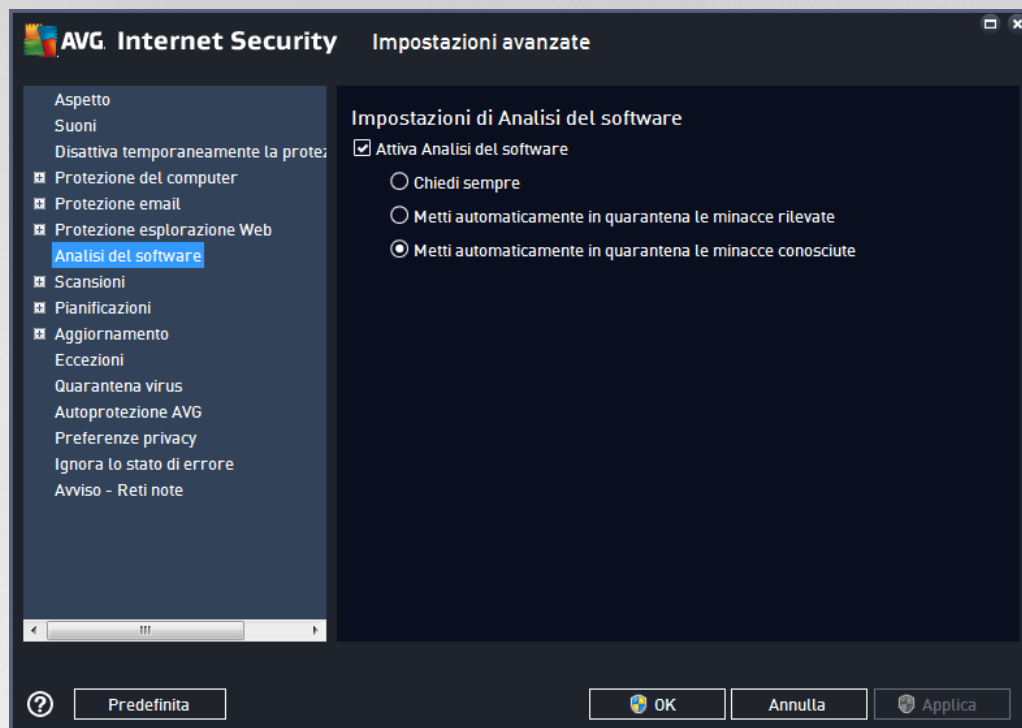 AVG. Internet Security Impostazioni avanzate
Aspetto
Suoni
Disattiva temporaneamente la protez
Protezione del computer
Protezione email
Protezione esplorazione Web
Analisi del software
Scansioni
Pianificazioni
Aggiornamento
Eccezioni
Quarantena virus
Autoprotezione AVG
Preferenze privacy
Ignora lo stato di errore
Avviso - Reti note
Impostazioni di Analisi del software
Attiva Analisi del software
Chiedi sempre
Metti automaticamente in quarantena le minacce rilevate
Metti automaticamente in quarantena le minacce conosciute
? Predefinita OK Annulla Applica